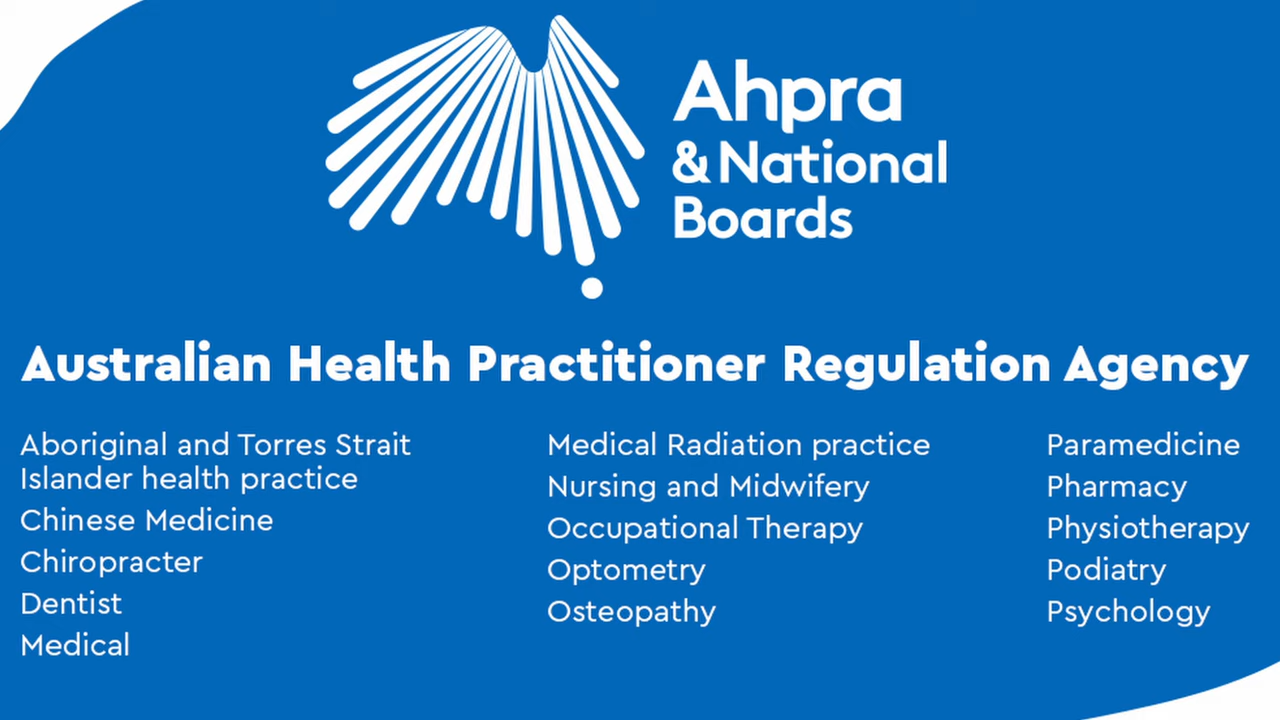 Ahpra
& National
Boards
Australian Health Practitioner Regulation Agency
Aboriginal and Torres Strait
Islander health practice
Chinese Medicine
Chiropracter
Dentist
Medical
Medical Radiation practice
Nursing and Midwifery
Occupational Therapy
Optometry
Osteopathy
Paramedicine
Pharmacy
Physiotherapy
Podiatry
Psychology